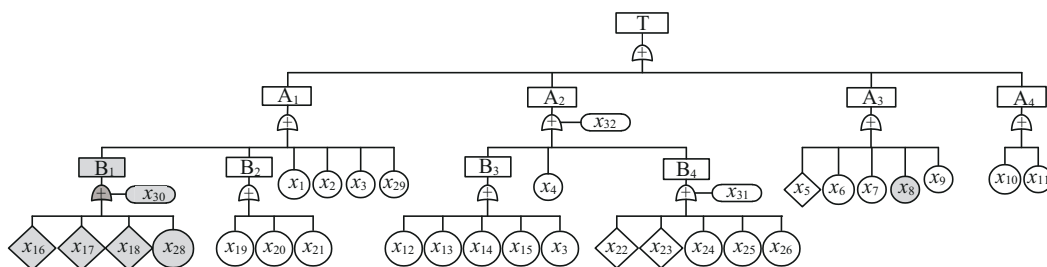 T
+
A1 A2 A3 A4
+ + x32 + +
B1 B2 x1 x2 x3 x29 B3 x4 B4 x5 x6 x7 x8 x9 x10 x11
+ x30 + + + x31
x16 x17 x18 x28 x19 x20 x21 x12 x13 x14 x15 x3 x22 x23 x24 x25 x26